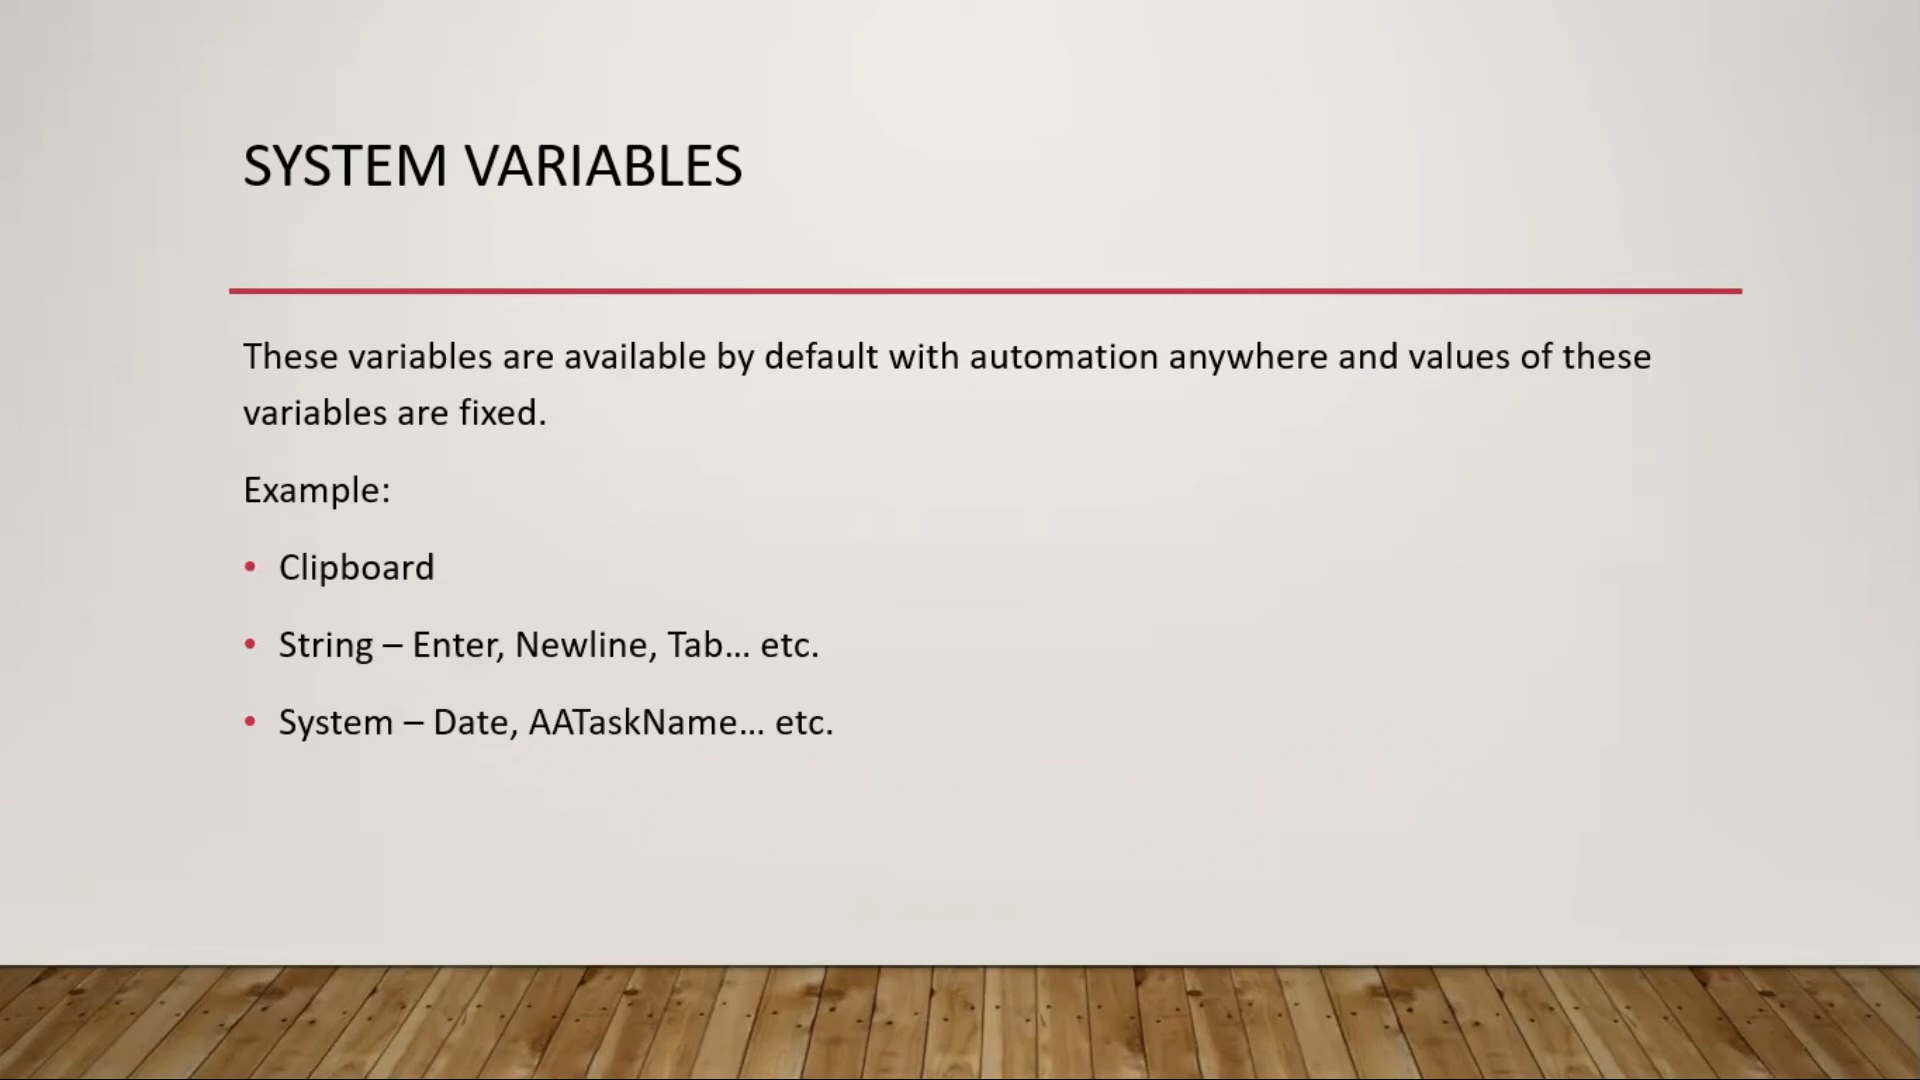 SYSTEM VARIABLES
These variables are available by default with automation anywhere and values of these
variables are fixed.
Example:
• Clipboard
• String – Enter, Newline, Tab... etc.
• System – Date, AATaskName... etc.